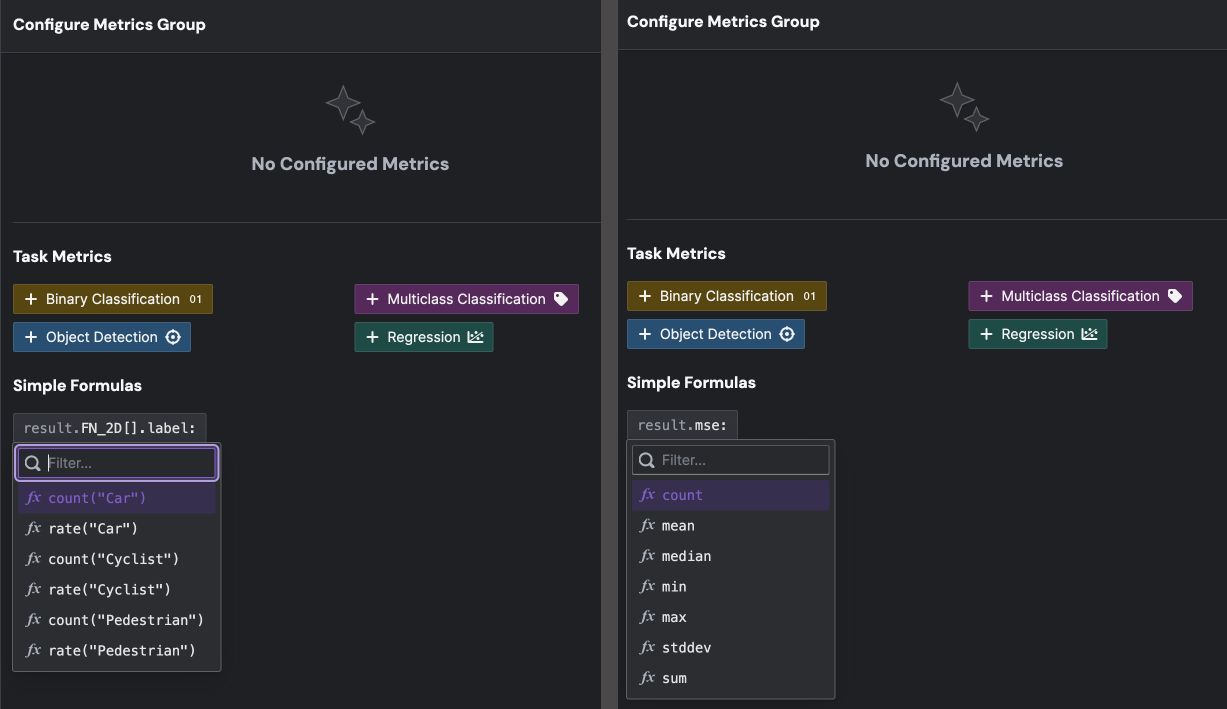 Configure Metrics Group
No Configured Metrics
Task Metrics
+ Binary Classification 01
+ Multiclass Classification
+ Object Detection
+ Regression
Simple Formulas
result.FN_2D[].label:
Filter...
fx count("Car")
fx rate("Car")
fx count("Cyclist")
fx rate("Cyclist")
fx count("Pedestrian")
fx rate("Pedestrian")
Configure Metrics Group
No Configured Metrics
Task Metrics
+ Binary Classification 01
+ Multiclass Classification
+ Object Detection
+ Regression
Simple Formulas
result.mse:
Filter...
fx count
fx mean
fx median
fx min
fx max
fx stddev
fx sum